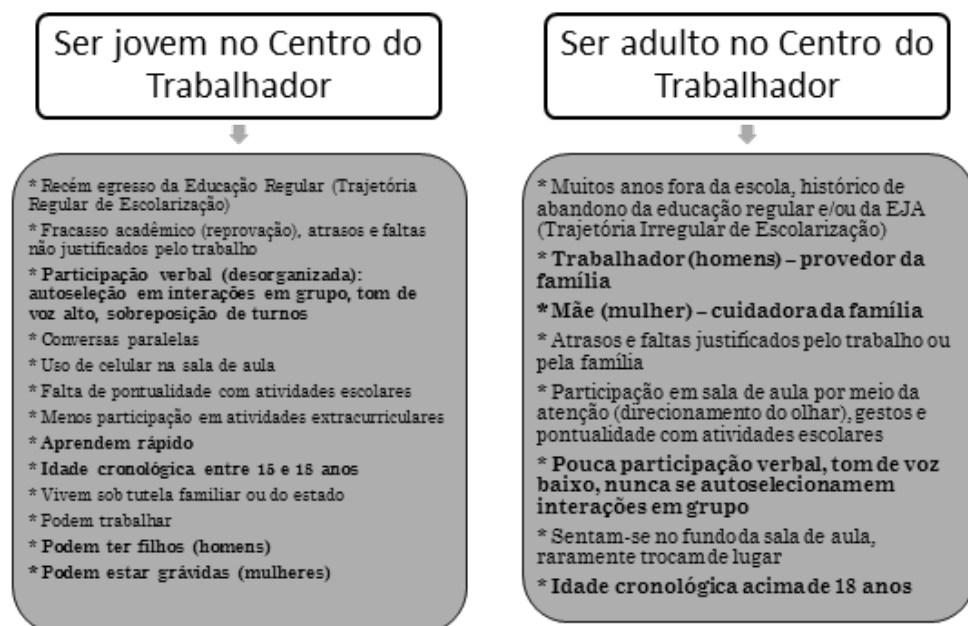 Ser jovem no Centro do
Trabalhador
* Recém egresso da Educação Regular (Trajetória
Regular de Escolarização)
* Fracasso acadêmico (reprovação), atrasos e faltas
não justificados pelo trabalho
* Participação verbal (desorganizada):
autoseleção em interações em grupo, tom de
voz alto, sobreposição de turnos
* Conversas paralelas
* Uso de celular na sala de aula
* Falta de pontualidade com atividades escolares
* Menos participação em atividades extracurriculares
* Aprendem rápido
* Idade cronológica entre 15 e 18 anos
* Vivem sob tutela familiar ou do estado
* Podem trabalhar
* Podem ter filhos (homens)
* Podem estar grávidas (mulheres)
Ser adulto no Centro do
Trabalhador
* Muitos anos fora da escola, histórico de
abandono da educação regular e/ou da EJA
(Trajetória Irregular de Escolarização)
* Trabalhador (homens) – provedor da
família
* Mãe (mulher) – cuidadora da família
* Atrasos e faltas justificados pelo trabalho ou
pela família
* Participação em sala de aula por meio da
atenção (direcionamento do olhar), gestos e
pontualidade com atividades escolares
* Pouca participação verbal, tom de voz
baixo, nunca se autoselecionamem
interações em grupo
* Sentam-se no fundo da sala de aula,
raramente trocam de lugar
* Idade cronológica acima de 18 anos